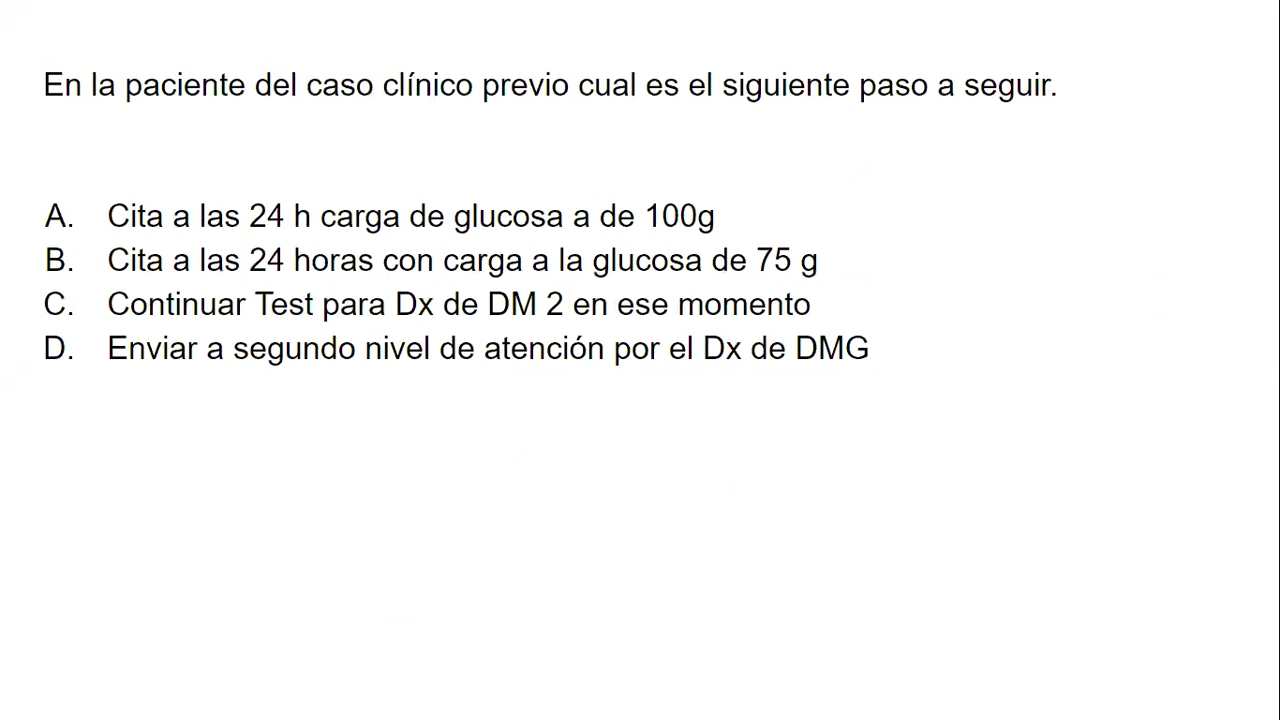 En la paciente del caso clínico previo cual es el siguiente paso a seguir.
A. Cita a las 24 h carga de glucosa a de 100g
B. Cita a las 24 horas con carga a la glucosa de 75 g
C. Continuar Test para Dx de DM 2 en ese momento
D. Enviar a segundo nivel de atención por el Dx de DMG